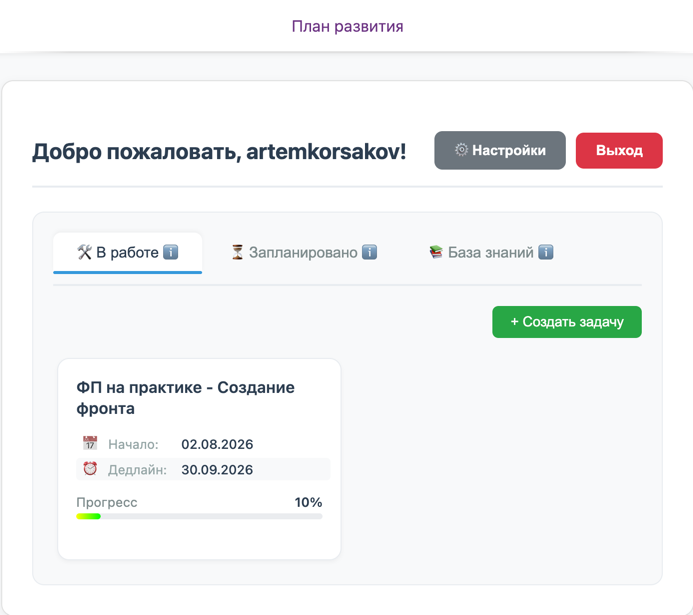 План развития
Добро пожаловать, artemkorsakov!
⚙ Настройки
Выход
🛠 В работе ℹ
⏳ Запланировано ℹ
📚 База знаний ℹ
+ Создать задачу
ФП на практике - Создание
фронта
📅 Начало: 02.08.2026
⏰ Дедлайн: 30.09.2026
Прогресс 10%